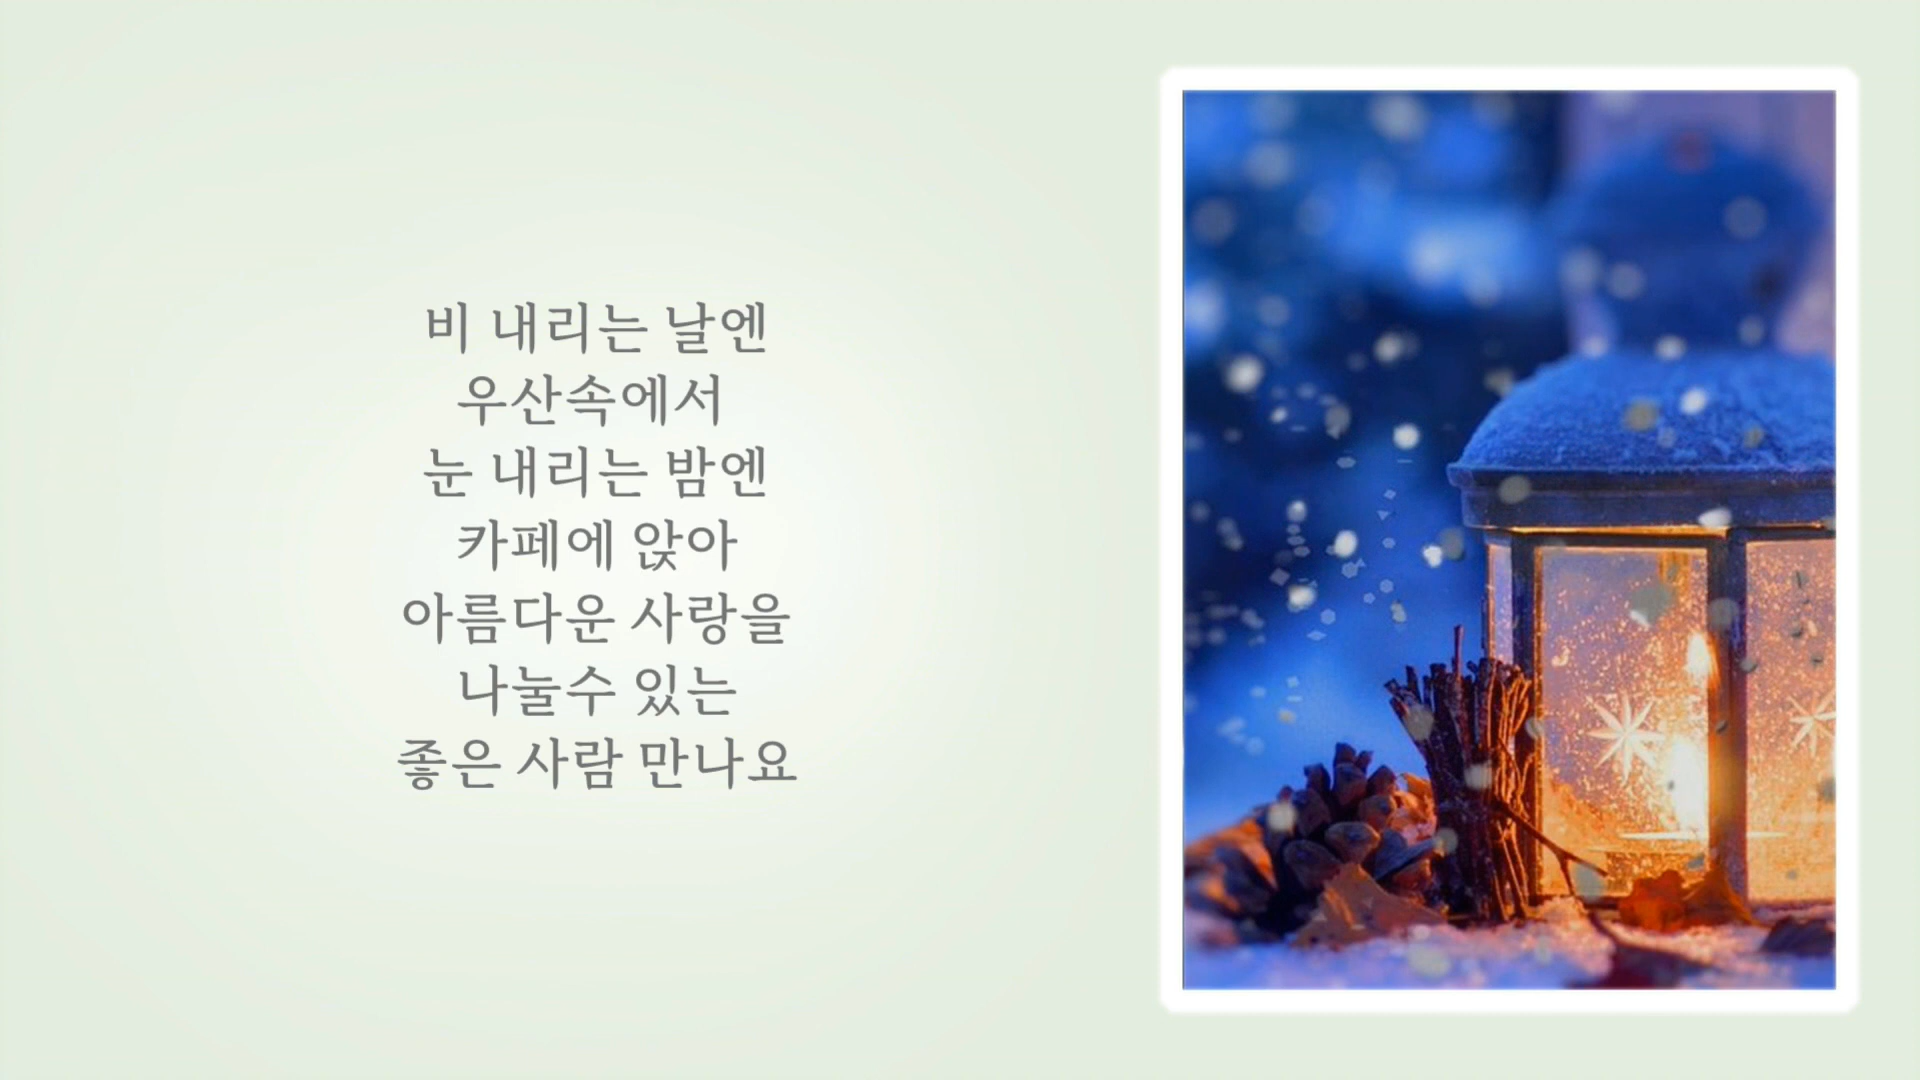 비 내리는 날엔
우산속에서
눈 내리는 밤엔
카페에 앉아
아름다운 사랑을
나눌수 있는
좋은 사람 만나요